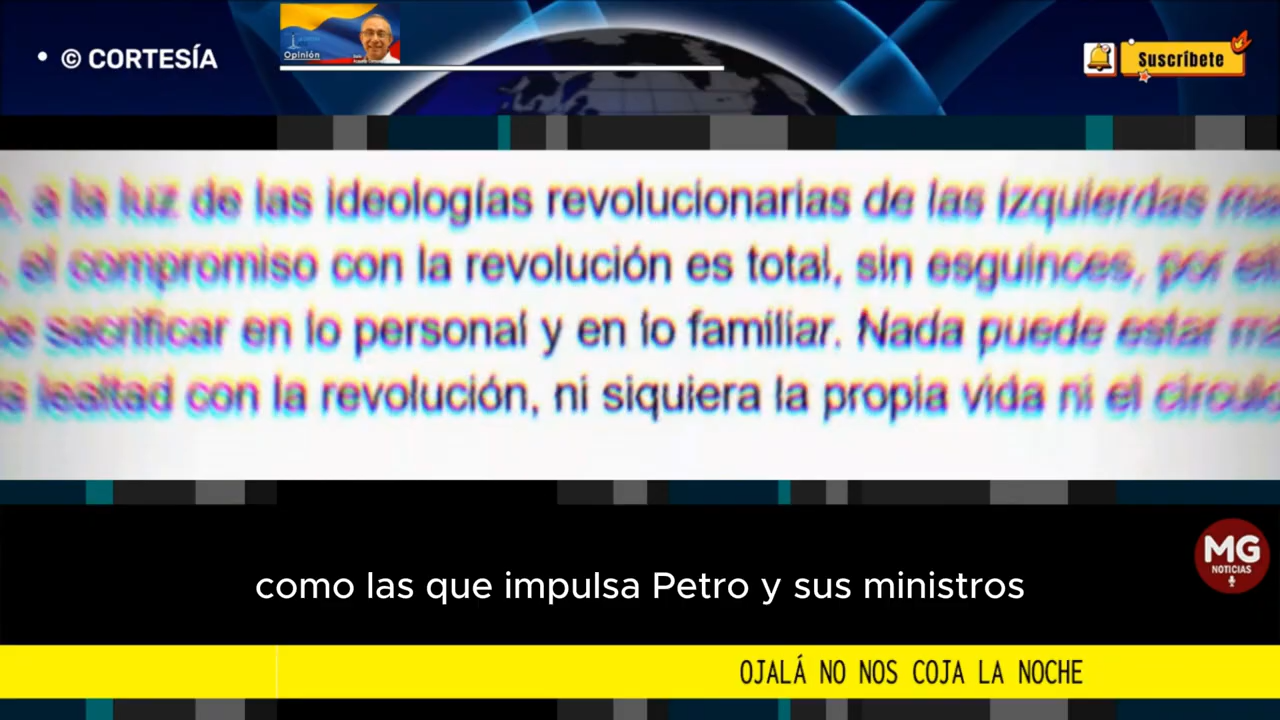 • © CORTESÍA
Opinión
Suscríbete
a la luz de las ideologías revolucionarias de las izquierdas
el compromiso con la revolución es total, sin esguinces, por
sacrificar en lo personal y en lo familiar. Nada puede estar
lealtad con la revolución, ni siquiera la propia vida ni el
MG
NOTICIAS
como las que impulsa Petro y sus ministros
OJALÁ NO NOS COJA LA NOCHE